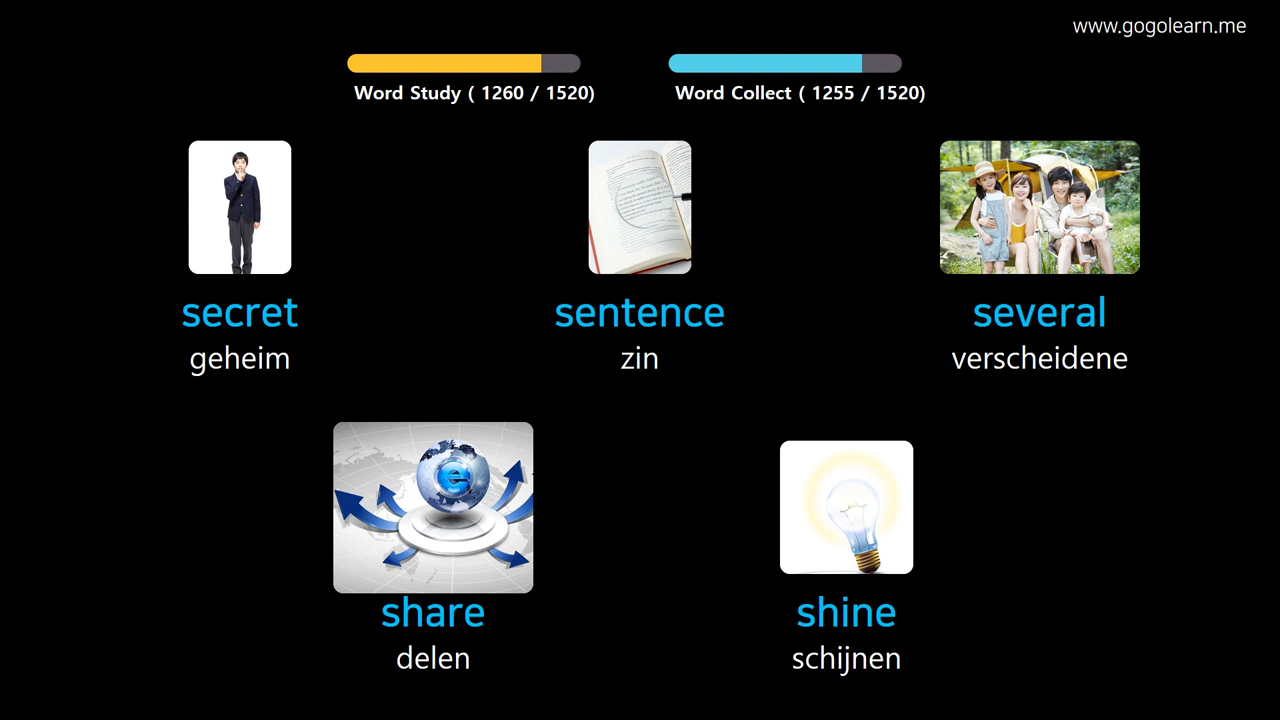 www.gogolearn.me
Word Study ( 1260 / 1520)
Word Collect ( 1255 / 1520)
secret
geheim
sentence
zin
several
verscheidene
e
share
delen
shine
schijnen